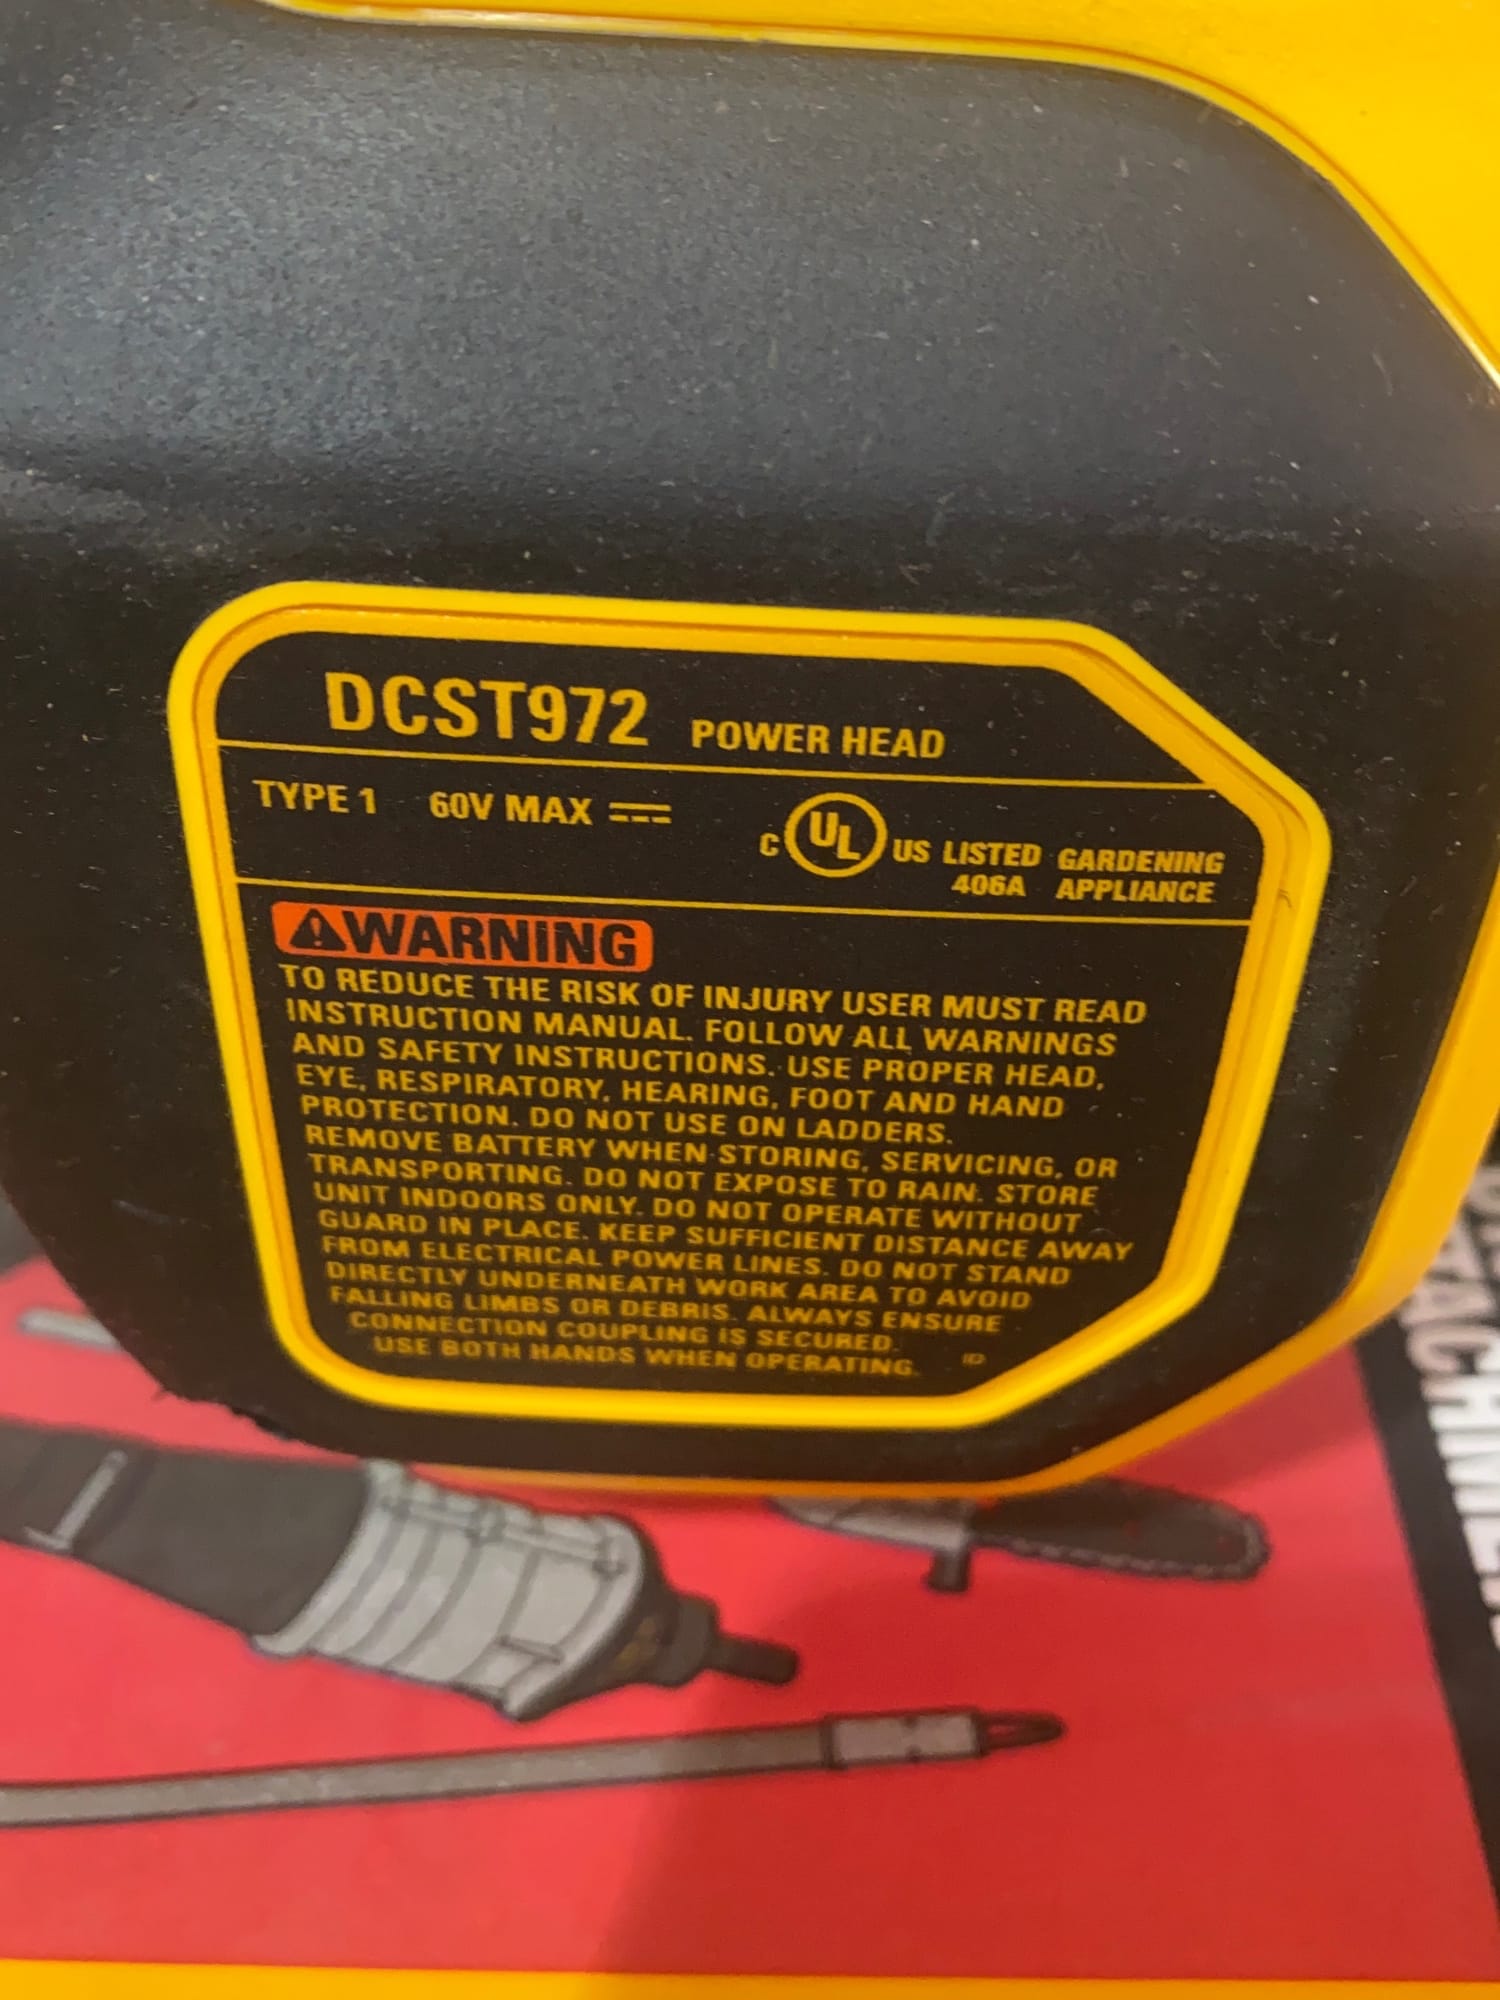 DCST972 POWER HEAD
TYPE 1 60V MAX
C UL US LISTED GARDENING
406A APPLIANCE
WARNING
TO REDUCE THE RISK OF INJURY USER MUST READ
INSTRUCTION MANUAL. FOLLOW ALL WARNINGS
AND SAFETY INSTRUCTIONS. USE PROPER HEAD,
EYE, RESPIRATORY, HEARING, FOOT AND HAND
PROTECTION. DO NOT USE ON LADDERS.
REMOVE BATTERY WHEN STORING, SERVICING, OR
TRANSPORTING. DO NOT EXPOSE TO RAIN. STORE
UNIT INDOORS ONLY. DO NOT OPERATE WITHOUT
GUARD IN PLACE. KEEP SUFFICIENT DISTANCE AWAY
FROM ELECTRICAL POWER LINES. DO NOT STAND
DIRECTLY UNDERNEATH WORK AREA TO AVOID
FALLING LIMBS OR DEBRIS. ALWAYS ENSURE
CONNECTION COUPLING IS SECURED.
USE BOTH HANDS WHEN OPERATING. ID